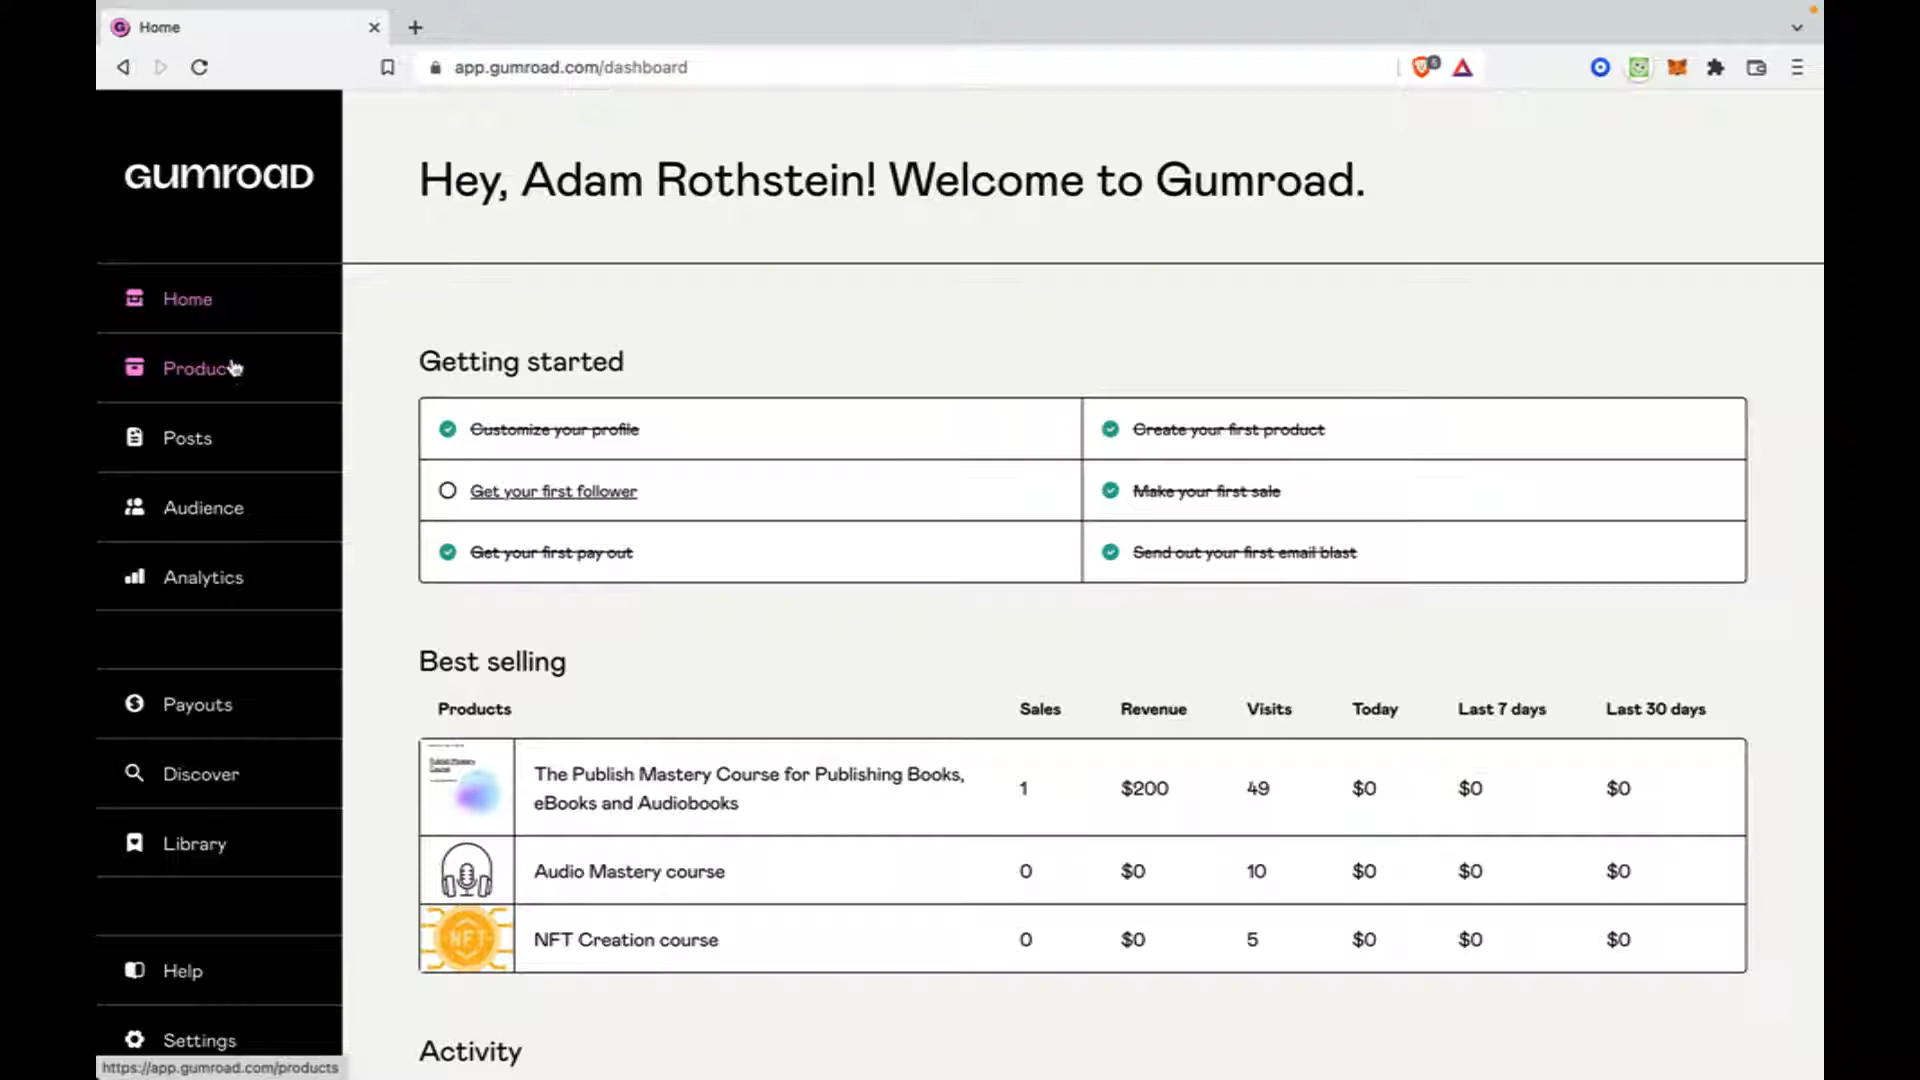 Home
app.gumroad.com/dashboard
GUMROAD
Home
Produc
Posts
Audience
Analytics
Payouts
Discover
Library
Help
Settings
https://app.gumroad.com/products
Hey, Adam Rothstein! Welcome to Gumroad.
Getting started
Customize your profile
Create your first product
Get your first follower
Make your first sale
Get your first pay out
Send out your first email blast
Best selling
Products Sales Revenue Visits Today Last 7 days Last 30 days
The Publish Mastery Course for Publishing Books,
eBooks and Audiobooks
1 $200 49 $0 $0 $0
Audio Mastery course 0 $0 10 $0 $0 $0
NFT
NFT Creation course 0 $0 5 $0 $0 $0
Activity